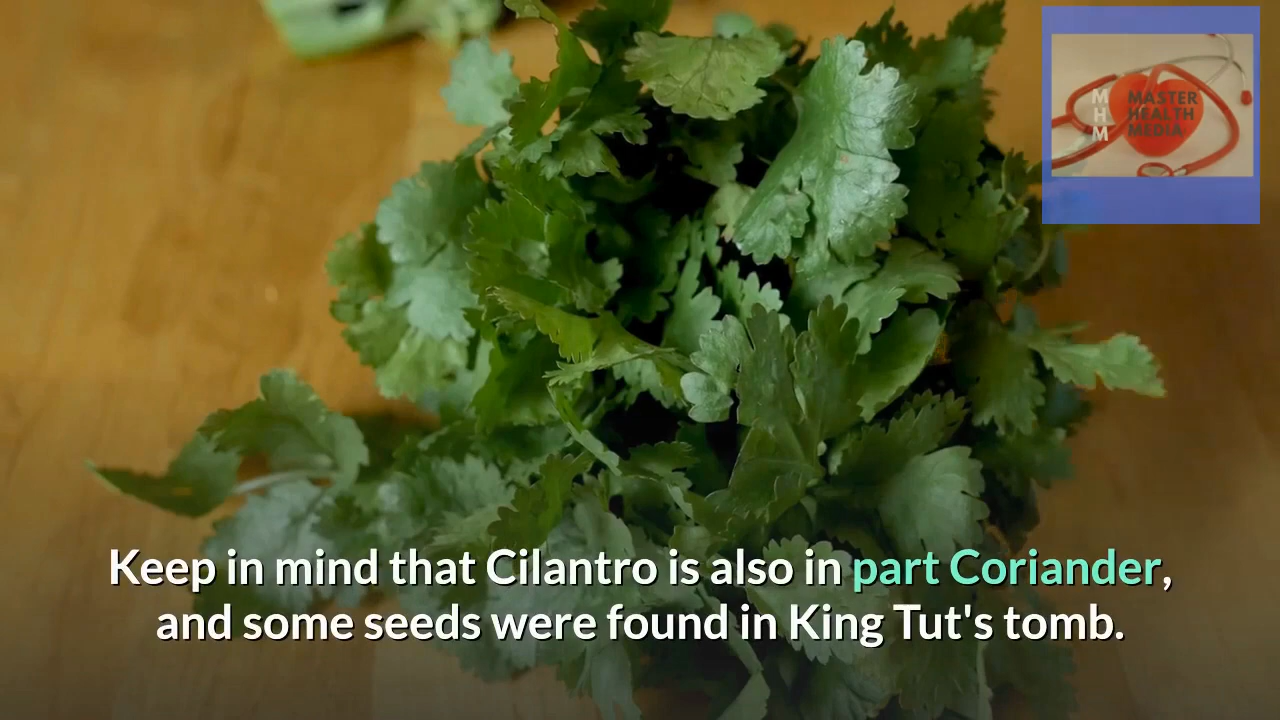 M
H
M
MASTER
HEALTH
MEDIA
Keep in mind that Cilantro is also in part Coriander,
and some seeds were found in King Tut's tomb.